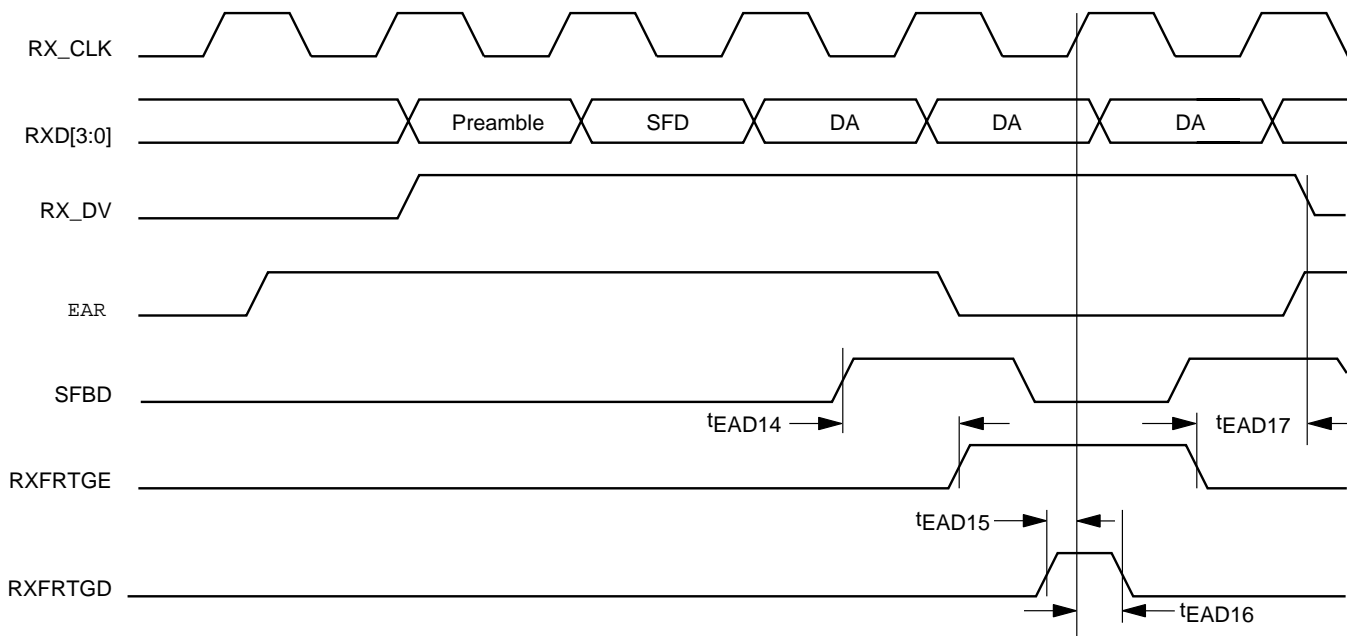 RX_CLK
RXD[3:0]
Preamble
SFD
DA
DA
DA
RX_DV
EAR
SFBD
tEAD14
tEAD17
RXFRTGE
tEAD15
RXFRTGD
tEAD16